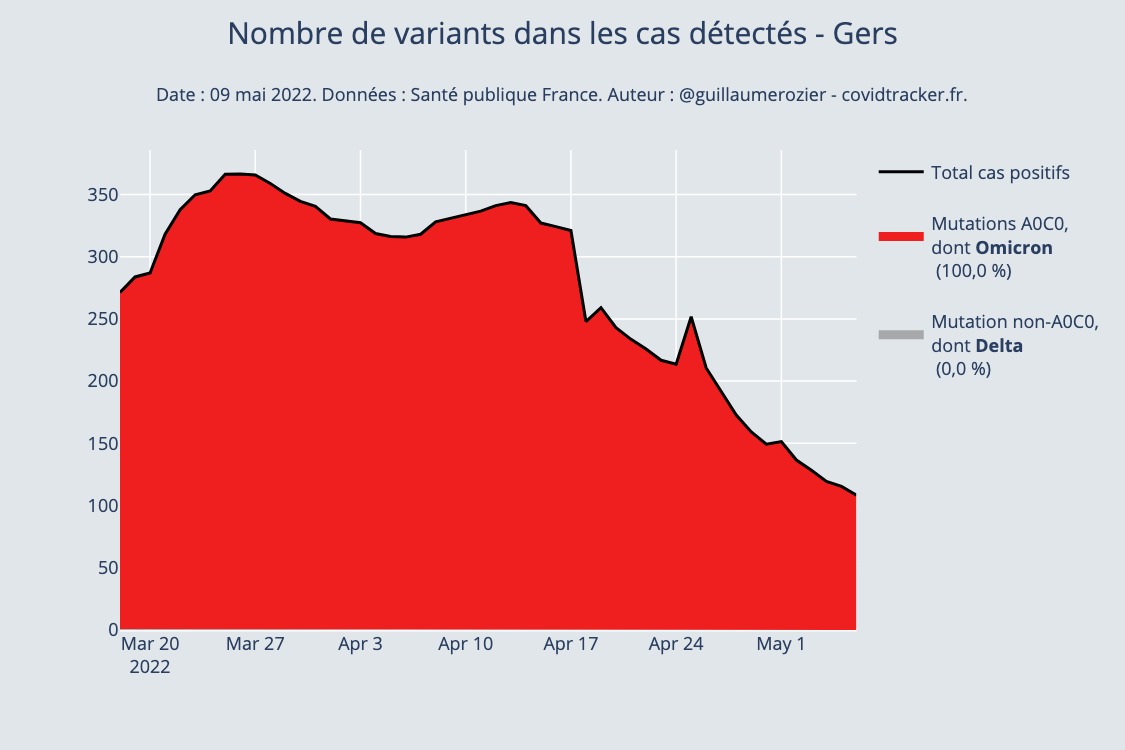 Nombre de variants dans les cas détectés - Gers
Date : 09 mai 2022. Données : Santé publique France. Auteur : @guillaumerozier - covidtracker.fr.
350
300
250
200
150
100
50
0
Mar 20
2022
Mar 27
Apr 3
Apr 10
Apr 17
Apr 24
May 1
Total cas positifs
Mutations A0C0,
dont Omicron
(100,0 %)
Mutation non-A0C0,
dont Delta
(0,0 %)